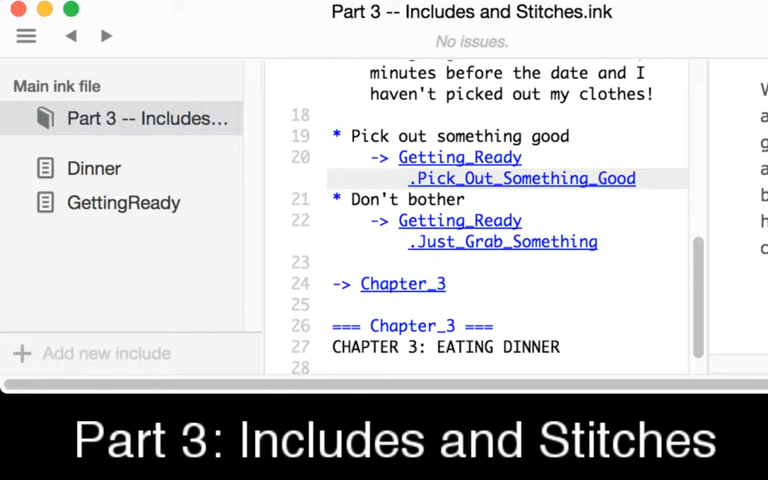 Part 3 -- Includes and Stitches.ink
No issues.
Main ink file
Part 3 -- Includes...
Dinner
GettingReady
Add new include
minutes before the date and I
haven't picked out my clothes!
18
19 * Pick out something good
20 -> Getting_Ready
.Pick_Out_Something_Good
21 * Don't bother
22 -> Getting_Ready
.Just_Grab_Something
23
24 -> Chapter_3
25
26 === Chapter_3 ===
27 CHAPTER 3: EATING DINNER
28
Part 3: Includes and Stitches